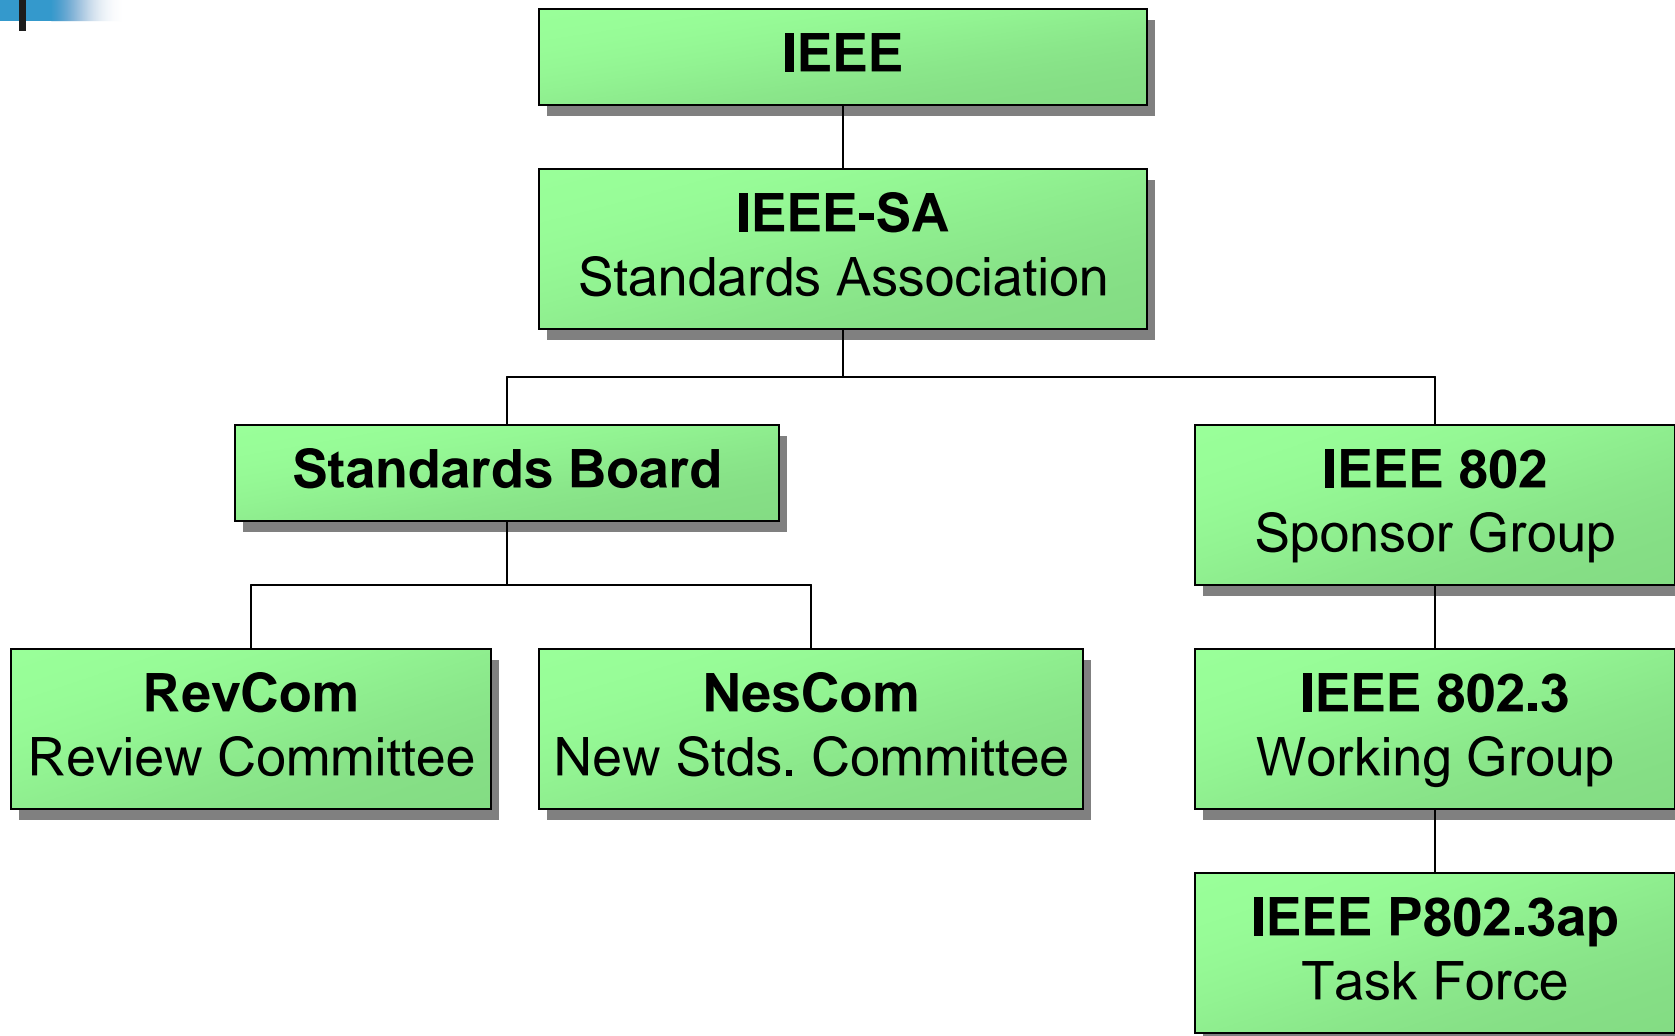 IEEE
IEEE-SA
Standards Association
Standards Board
IEEE 802
Sponsor Group
RevCom
Review Committee
NesCom
New Stds. Committee
IEEE 802.3
Working Group
IEEE P802.3ap
Task Force